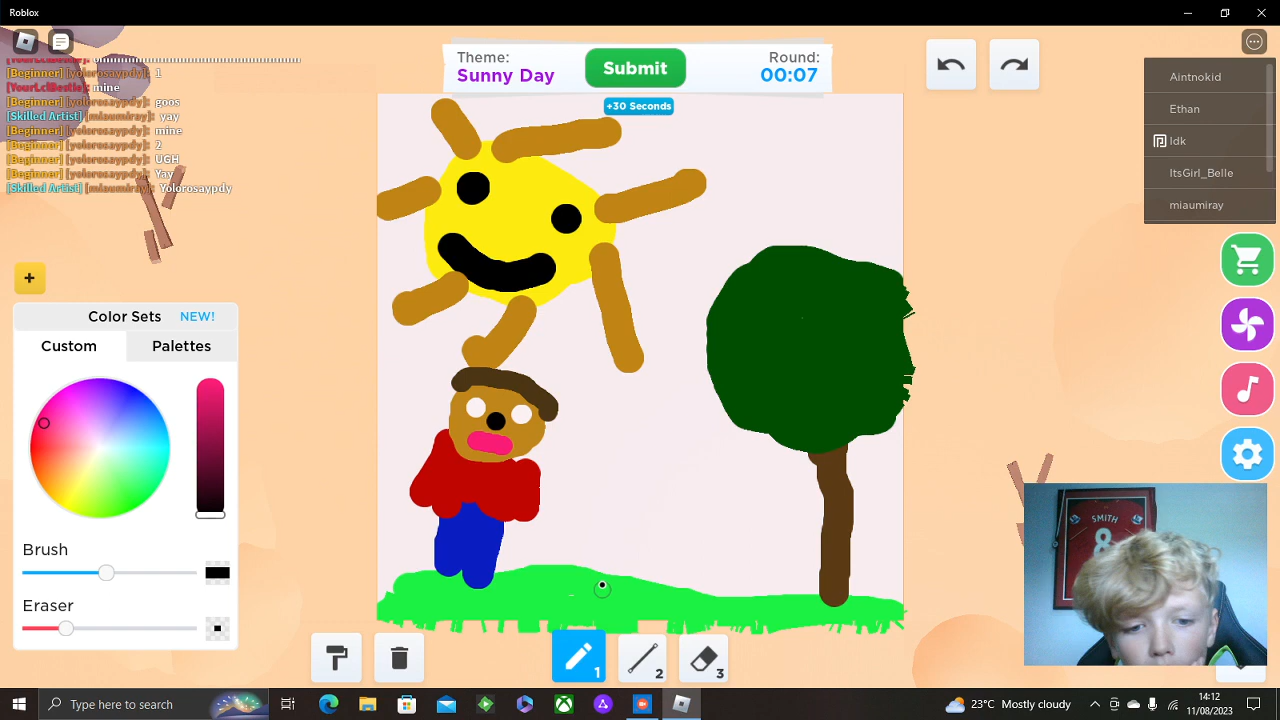 Roblox
[Beginner] [yolorosaypdy]: 1
[YourLclBestie]: mine
[Beginner] [yolorosaypdy]: goos
[Skilled Artist] [miaumiray]: yay
[Beginner] [yolorosaypdy]: mine
[Beginner] [yolorosaypdy]: 2
[Beginner] [yolorosaypdy]: UGH
[Beginner] [yolorosaypdy]: Yay
[Skilled Artist] [miaumiray]: Yolorosaypdy
Theme:
Sunny Day
Submit
Round:
00:07
+30 Seconds
Aintnokid
Ethan
Idk
ItsGirl_Belle
miaumiray
+
Color Sets NEW!
Custom Palettes
Brush
Eraser
1
2
3
SMITH
8
Type here to search
23°C Mostly cloudy
14:12
11/08/2023